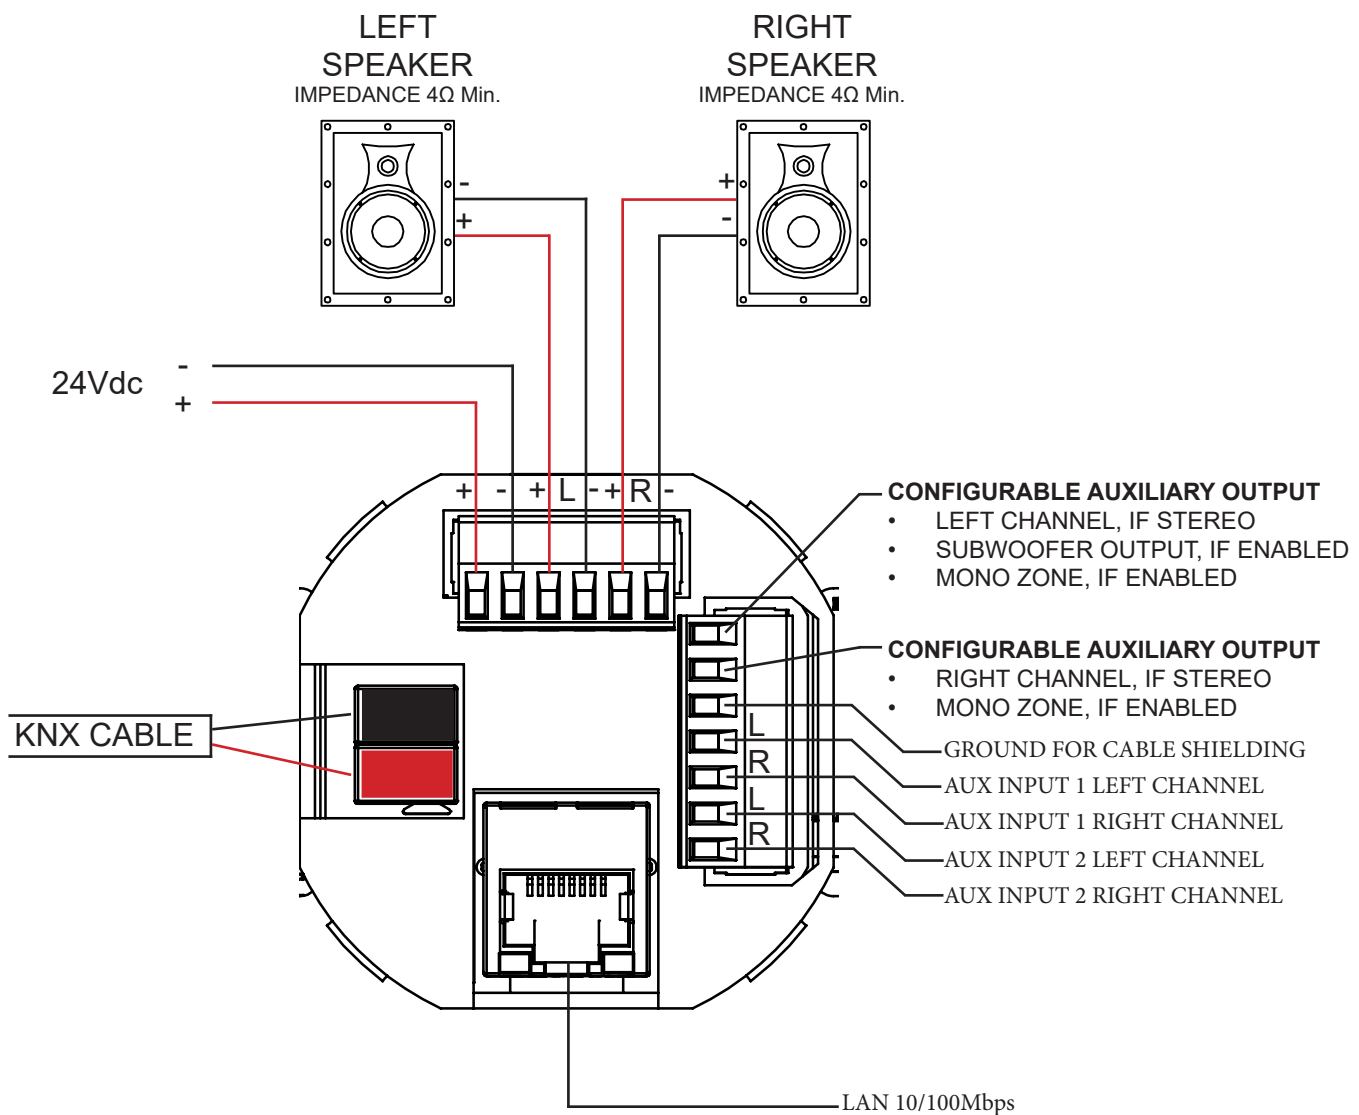 LEFT
SPEAKER
IMPEDANCE 4Ω Min.
RIGHT
SPEAKER
IMPEDANCE 4Ω Min.
-
+
+
-
24Vdc
-
+
+ - + L - + R -
CONFIGURABLE AUXILIARY OUTPUT
• LEFT CHANNEL, IF STEREO
• SUBWOOFER OUTPUT, IF ENABLED
• MONO ZONE, IF ENABLED
CONFIGURABLE AUXILIARY OUTPUT
• RIGHT CHANNEL, IF STEREO
• MONO ZONE, IF ENABLED
L
R
L
R
GROUND FOR CABLE SHIELDING
AUX INPUT 1 LEFT CHANNEL
AUX INPUT 1 RIGHT CHANNEL
AUX INPUT 2 LEFT CHANNEL
AUX INPUT 2 RIGHT CHANNEL
KNX CABLE
LAN 10/100Mbps